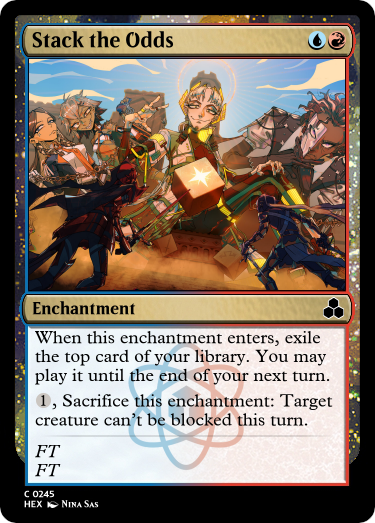 Stack the Odds
Enchantment
When this enchantment enters, exile
the top card of your library. You may
play it until the end of your next turn.
1, Sacrifice this enchantment: Target
creature can't be blocked this turn.
FT
FT
C 0245
HEX Nina Sas